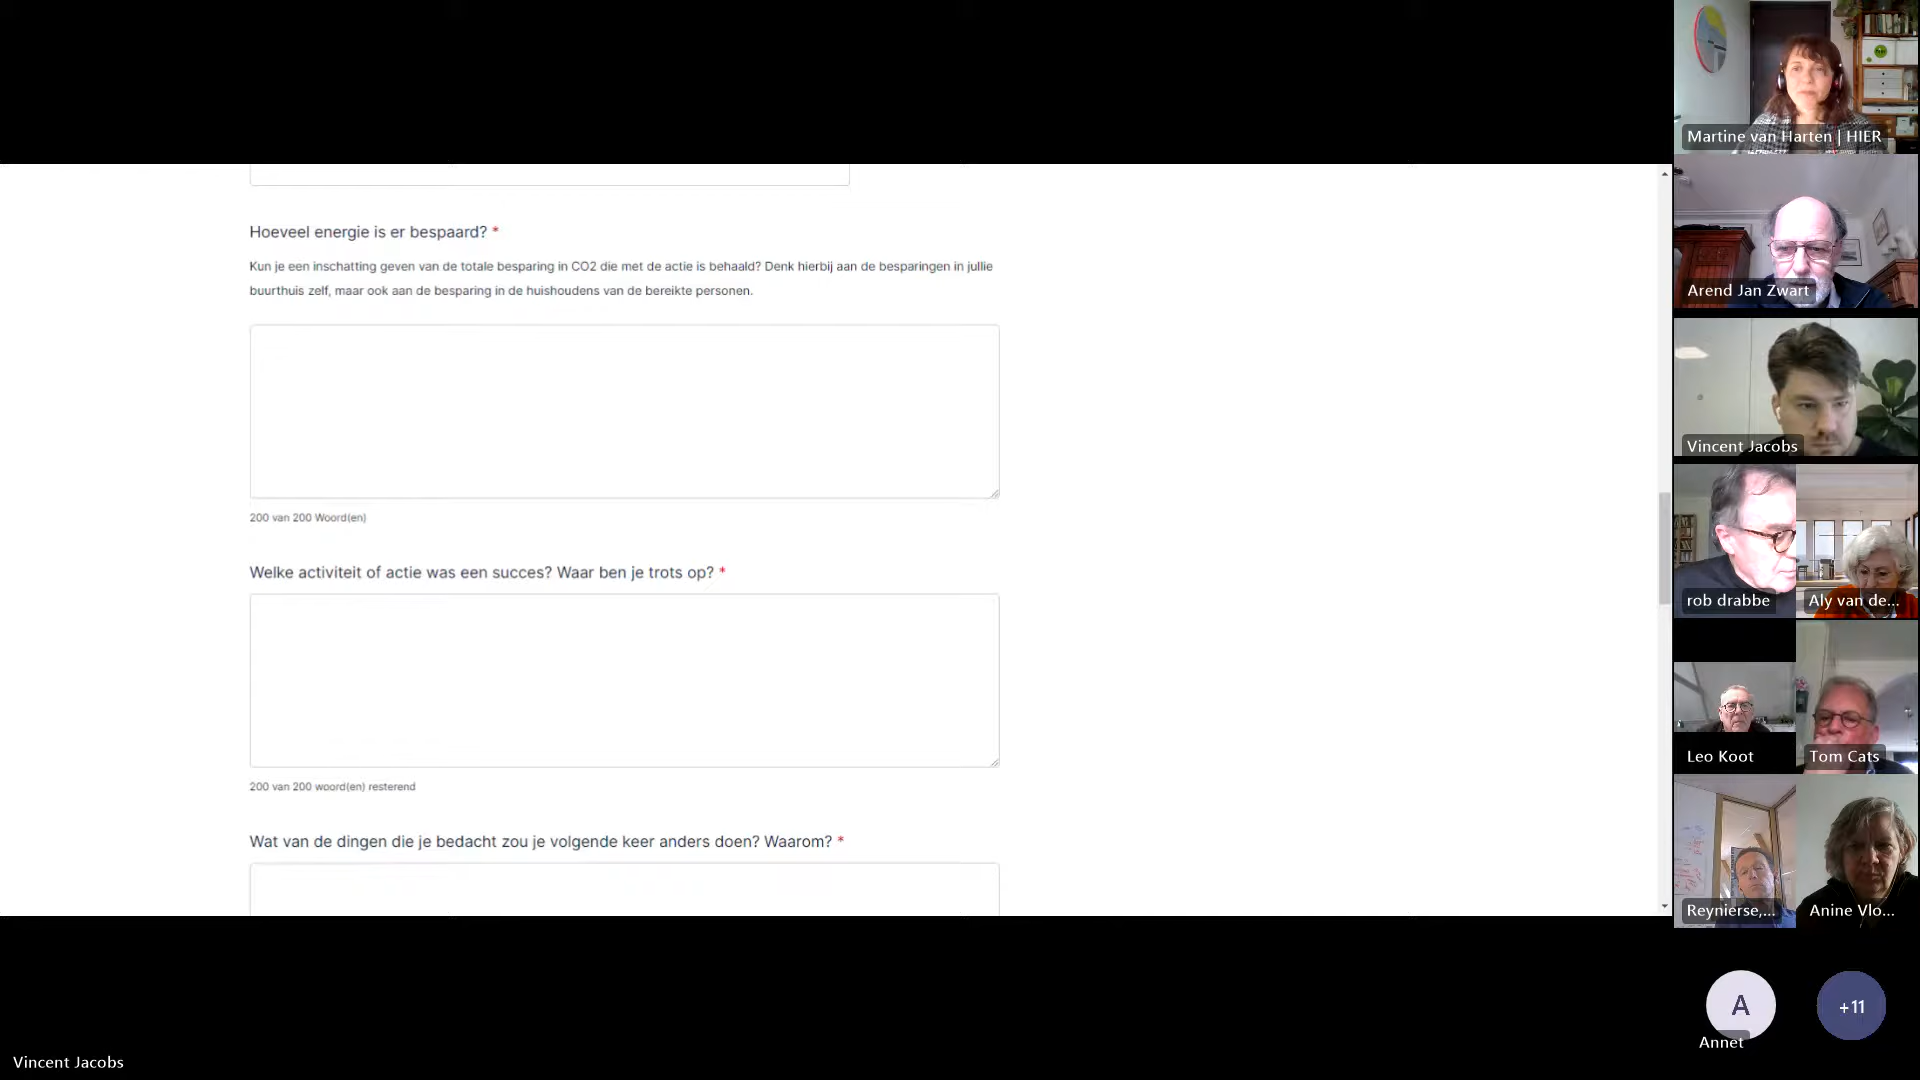 Hoeveel energie is er bespaard? *
Kun je een inschatting geven van de totale besparing in CO2 die met de actie is behaald? Denk hierbij aan de besparingen in jullie
buurthuis zelf, maar ook aan de besparing in de huishoudens van de bereikte personen.
200 van 200 Woord(en)
Welke activiteit of actie was een succes? Waar ben je trots op? *
200 van 200 woord(en) resterend
Wat van de dingen die je bedacht zou je volgende keer anders doen? Waarom? *
Vincent Jacobs
Martine van Harten | HIER
Arend Jan Zwart
Vincent Jacobs
rob drabbe
Aly van de...
Leo Koot
Tom Cats
Reynierse,...
Anine Vlo...
A
Annet
+11